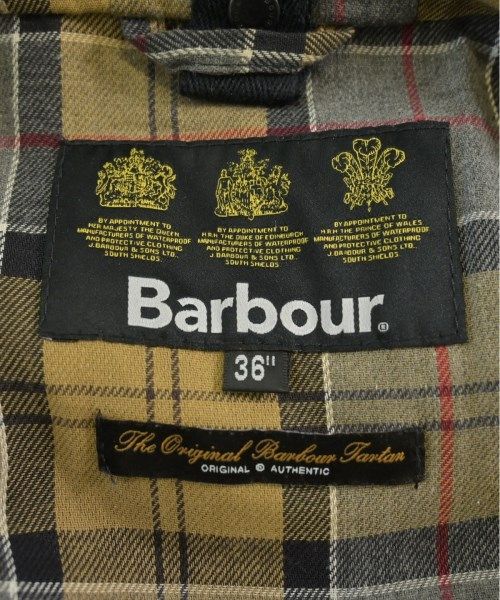 BY APPOINTMENT TO
HER MAJESTY THE QUEEN
MANUFACTURERS OF WATERPROOF
AND PROTECTIVE CLOTHING
J. BARBOUR & SONS LTD.
SOUTH SHIELDS
BY APPOINTMENT TO
H.R.H. THE DUKE OF EDINBURGH
MANUFACTURERS OF WATERPROOF
AND PROTECTIVE CLOTHING
J. BARBOUR & SONS LTD.
SOUTH SHIELDS
BY APPOINTMENT TO
H.R.H. THE PRINCE OF WALES
MANUFACTURERS OF WATERPROOF
AND PROTECTIVE CLOTHING
J. BARBOUR & SONS LTD.
SOUTH SHIELDS
Barbour®
36"
The Original Barbour Tartan
ORIGINAL ® AUTHENTIC